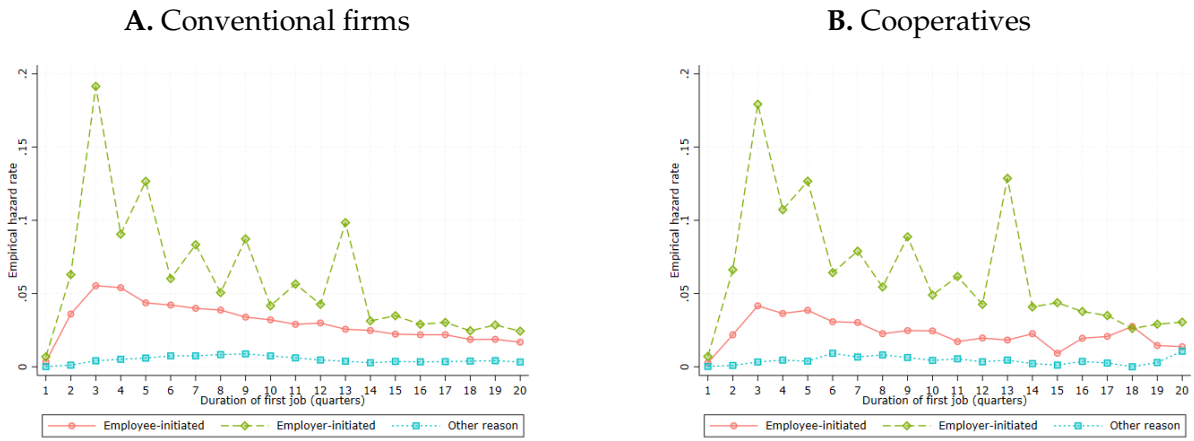 A. Conventional firms
B. Cooperatives
Empirical hazard rate
.2
.15
.1
.05
0
1 2 3 4 5 6 7 8 9 10 11 12 13 14 15 16 17 18 19 20
Duration of first job (quarters)
Employee-initiated Employer-initiated Other reason
Empirical hazard rate
.2
.15
.1
.05
0
1 2 3 4 5 6 7 8 9 10 11 12 13 14 15 16 17 18 19 20
Duration of first job (quarters)
Employee-initiated Employer-initiated Other reason